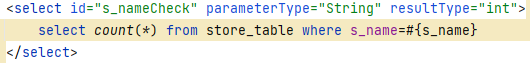 <select id="s_nameCheck" parameterType="String" resultType="int">
select count(*) from store_table where s_name=#{s_name}
</select>